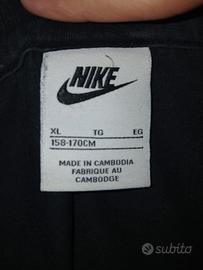 NIKE
XL TG EG
158-170CM
MADE IN CAMBODIA
FABRIQUE AU
CAMBODGE
subito